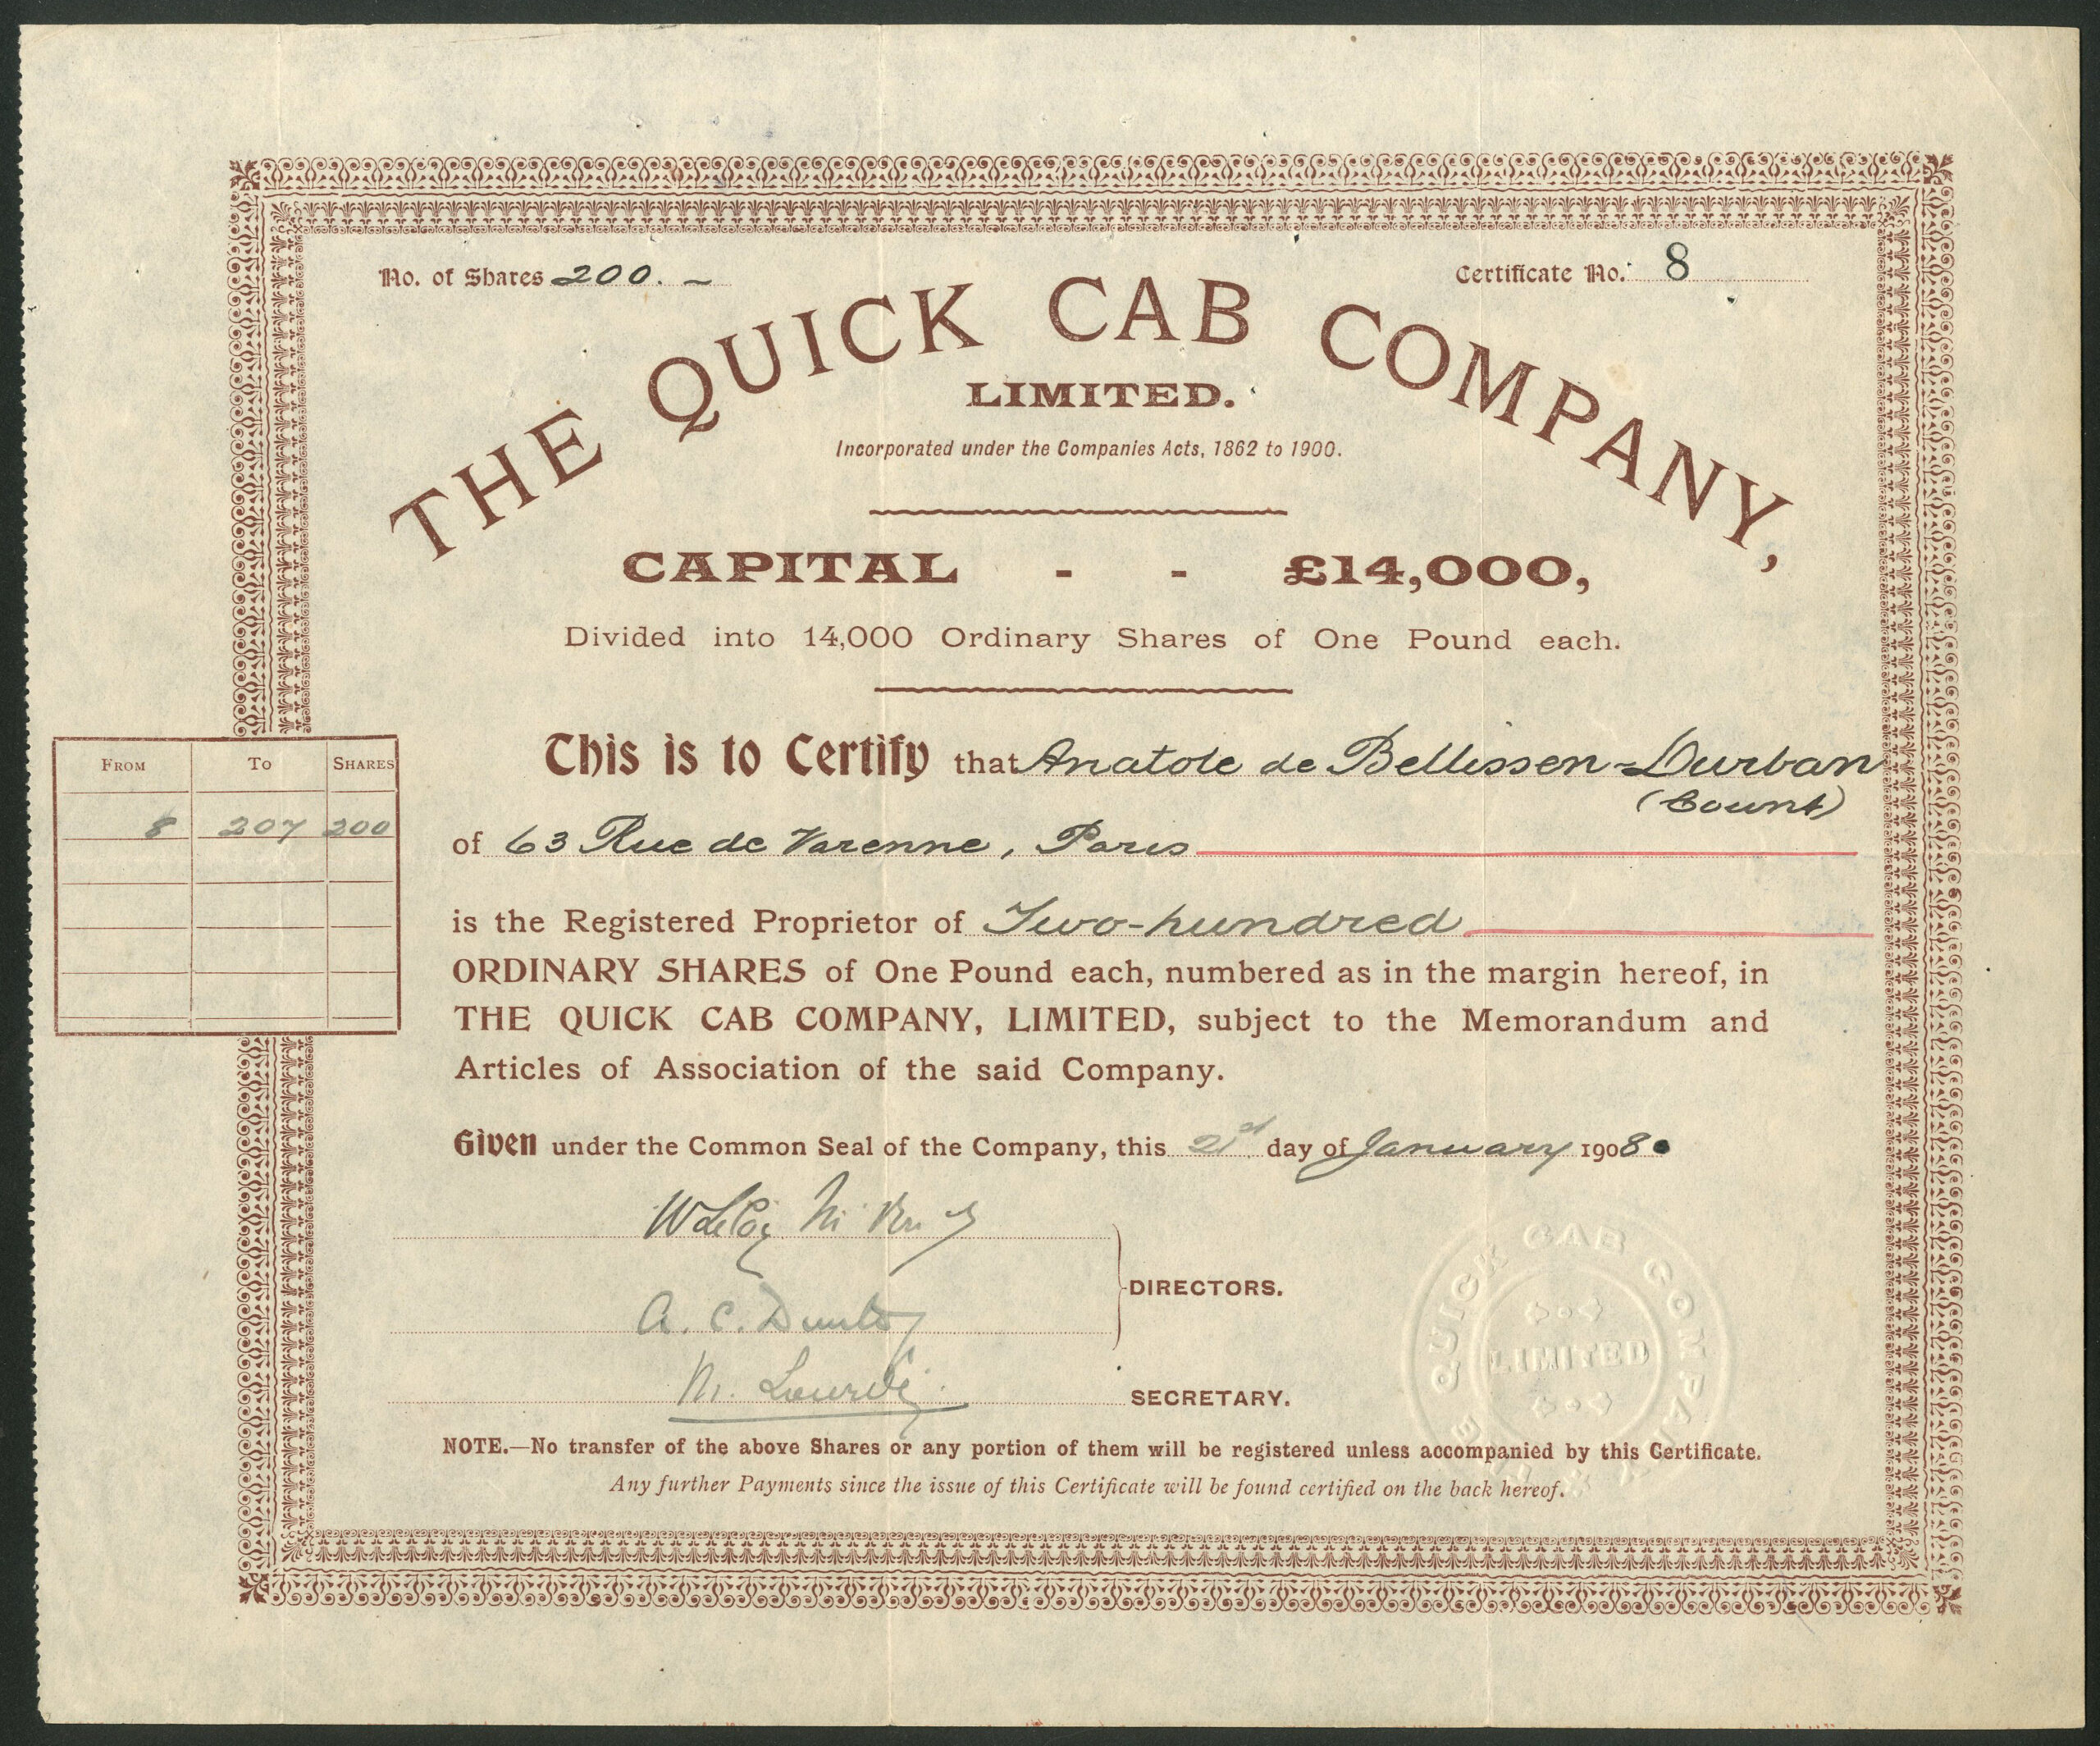 No. of Shares 200. –
Certificate No. 8
THE QUICK CAB COMPANY,
LIMITED.
Incorporated under the Companies Acts, 1862 to 1900.
CAPITAL - - £14,000,
Divided into 14,000 Ordinary Shares of One Pound each.
This is to Certify that Anatole de Bellissen-Durban
(Count)
of 63 Rue de Varenne, Paris
FROM TO SHARES
8 207 200
is the Registered Proprietor of Two-hundred
ORDINARY SHARES of One Pound each, numbered as in the margin hereof, in
THE QUICK CAB COMPANY, LIMITED, subject to the Memorandum and
Articles of Association of the said Company.
Given under the Common Seal of the Company, this 21st day of January 1908.
DIRECTORS.
A. C.
M.
SECRETARY.
QUICK CAB COMPANY
LIMITED
NOTE.—No transfer of the above Shares or any portion of them will be registered unless accompanied by this Certificate.
Any further Payments since the issue of this Certificate will be found certified on the back hereof.